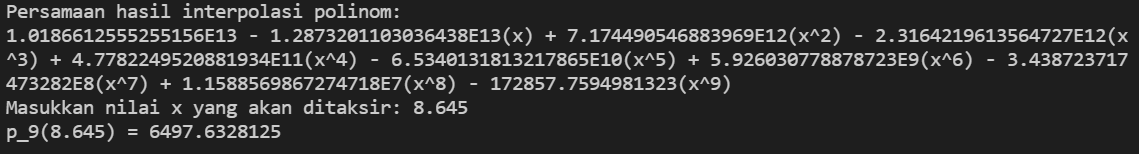 Persamaan hasil interpolasi polinom:
1.0186612555255156E13 - 1.2873201103036438E13(x) + 7.174490546883969E12(x^2) - 2.3164219613564727E12(x
^3) + 4.7782249520881934E11(x^4) - 6.5340131813217865E10(x^5) + 5.926030778878723E9(x^6) - 3.438723717
473282E8(x^7) + 1.1588569867274718E7(x^8) - 172857.7594981323(x^9)
Masukkan nilai x yang akan ditaksir: 8.645
p_9(8.645) = 6497.6328125